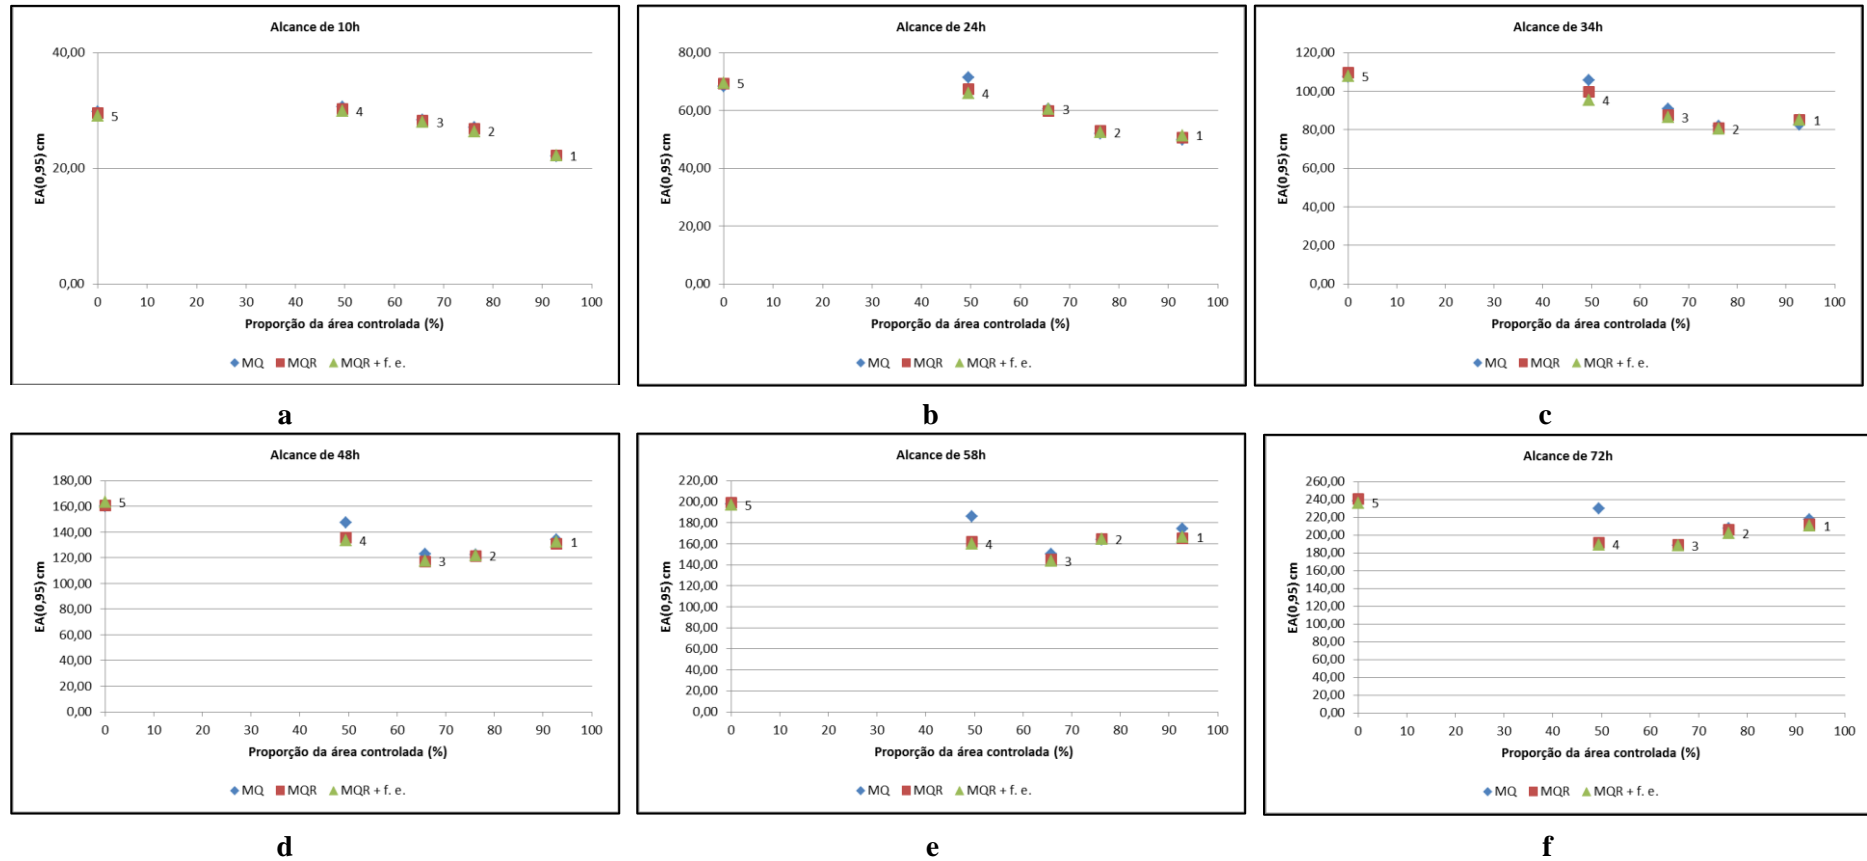 Alcance de 10h
EA(0,95) cm
40,00
20,00
0,00
5
4
3
2
1
0 10 20 30 40 50 60 70 80 90 100
Proporção da área controlada (%)
MQ MQR MQR + f. e.
a
Alcance de 24h
EA(0,95) cm
80,00
60,00
40,00
20,00
0,00
5
4
3
2
1
0 10 20 30 40 50 60 70 80 90 100
Proporção da área controlada (%)
MQ MQR MQR + f. e.
b
Alcance de 34h
EA(0,95) cm
120,00
100,00
80,00
60,00
40,00
20,00
0,00
5
4
3
2
1
0 10 20 30 40 50 60 70 80 90 100
Proporção da área controlada (%)
MQ MQR MQR + f. e.
c
Alcance de 48h
EA(0,95) cm
180,00
160,00
140,00
120,00
100,00
80,00
60,00
40,00
20,00
0,00
5
4
3
2
1
0 10 20 30 40 50 60 70 80 90 100
Proporção da área controlada (%)
MQ MQR MQR + f. e.
d
Alcance de 58h
EA(0,95) cm
220,00
200,00
180,00
160,00
140,00
120,00
100,00
80,00
60,00
40,00
20,00
0,00
5
4
3
2
1
0 10 20 30 40 50 60 70 80 90 100
Proporção da área controlada (%)
MQ MQR MQR + f. e.
e
Alcance de 72h
EA(0,95) cm
260,00
240,00
220,00
200,00
180,00
160,00
140,00
120,00
100,00
80,00
60,00
40,00
20,00
0,00
5
4
3
2
1
0 10 20 30 40 50 60 70 80 90 100
Proporção da área controlada (%)
MQ MQR MQR + f. e.
f